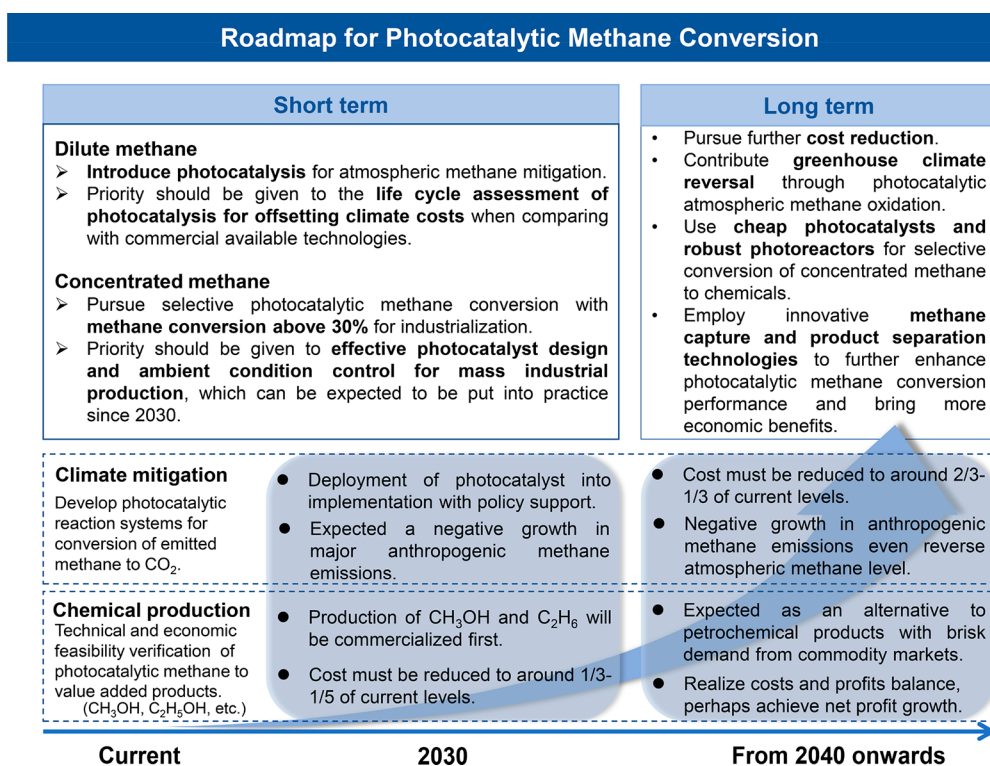 Roadmap for Photocatalytic Methane Conversion
Short term
Dilute methane
➢ Introduce photocatalysis for atmospheric methane mitigation.
➢ Priority should be given to the life cycle assessment of
photocatalysis for offsetting climate costs when comparing
with commercial available technologies.
Concentrated methane
➢ Pursue selective photocatalytic methane conversion with
methane conversion above 30% for industrialization.
➢ Priority should be given to effective photocatalyst design
and ambient condition control for mass industrial
production, which can be expected to be put into practice
since 2030.
Long term
• Pursue further cost reduction.
• Contribute greenhouse climate
reversal through photocatalytic
atmospheric methane oxidation.
• Use cheap photocatalysts and
robust photoreactors for selective
conversion of concentrated methane
to chemicals.
• Employ innovative methane
capture and product separation
technologies to further enhance
photocatalytic methane conversion
performance and bring more
economic benefits.
Climate mitigation
Develop photocatalytic
reaction systems for
conversion of emitted
methane to CO₂.
● Deployment of photocatalyst into
implementation with policy support.
● Expected a negative growth in
major anthropogenic methane
emissions.
● Cost must be reduced to around 2/3-
1/3 of current levels.
● Negative growth in anthropogenic
methane emissions even reverse
atmospheric methane level.
Chemical production
Technical and economic
feasibility verification of
photocatalytic methane to
value added products.
(CH₃OH, C₂H₅OH, etc.)
● Production of CH₃OH and C₂H₆ will
be commercialized first.
● Cost must be reduced to around 1/3-
1/5 of current levels.
● Expected as an alternative to
petrochemical products with brisk
demand from commodity markets.
● Realize costs and profits balance,
perhaps achieve net profit growth.
Current
2030
From 2040 onwards